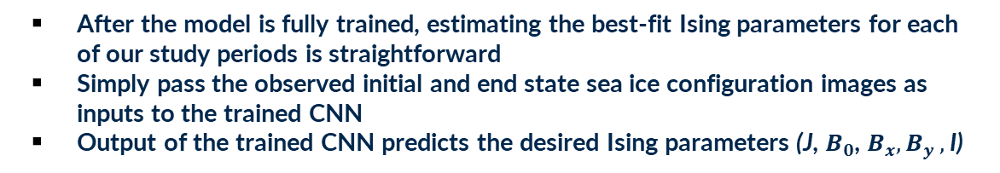 ▪ After the model is fully trained, estimating the best-fit Ising parameters for each
of our study periods is straightforward
▪ Simply pass the observed initial and end state sea ice configuration images as
inputs to the trained CNN
▪ Output of the trained CNN predicts the desired Ising parameters (J, B₀, Bₓ, B_y , I)